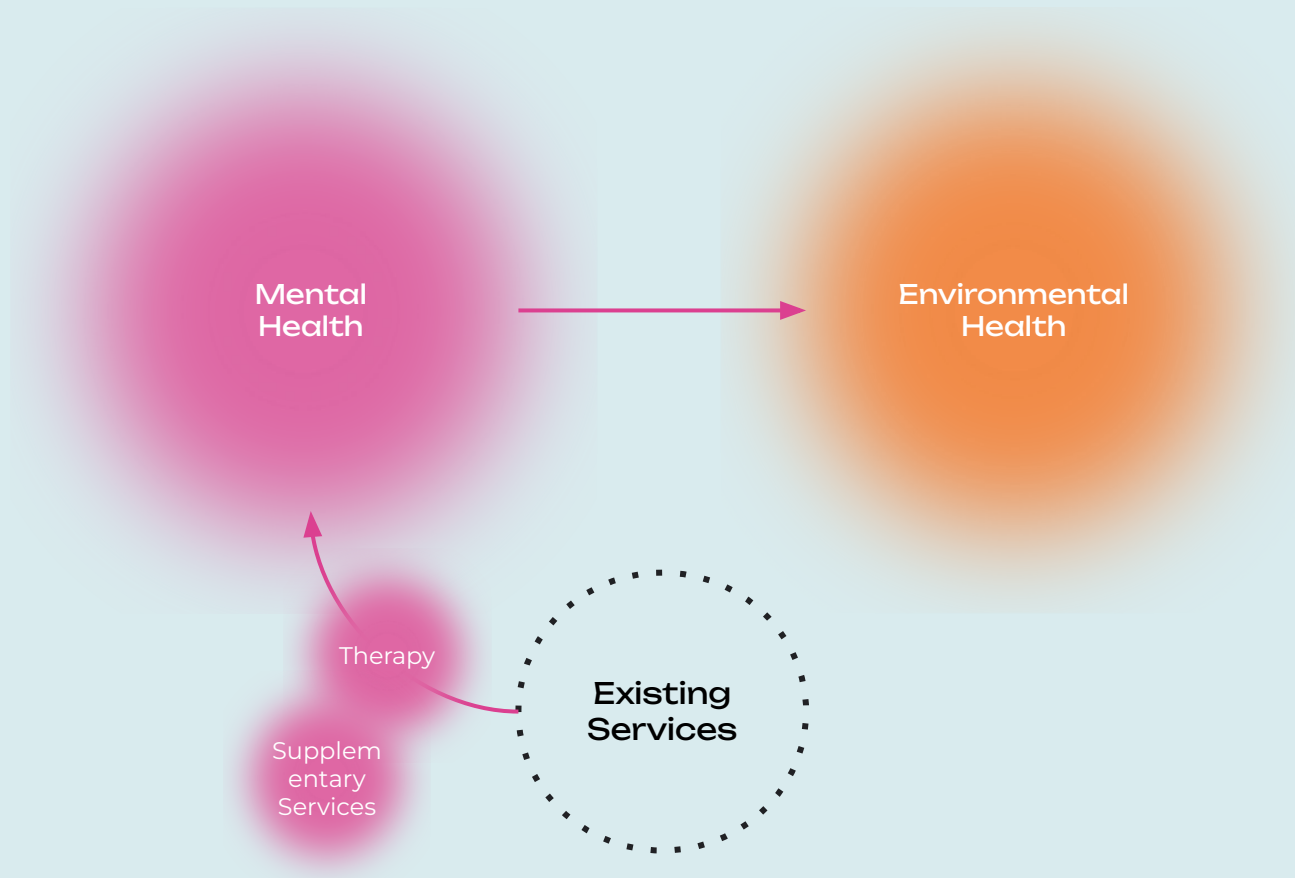 Mental
Health
Environmental
Health
Therapy
Existing
Services
Supplem
entary
Services